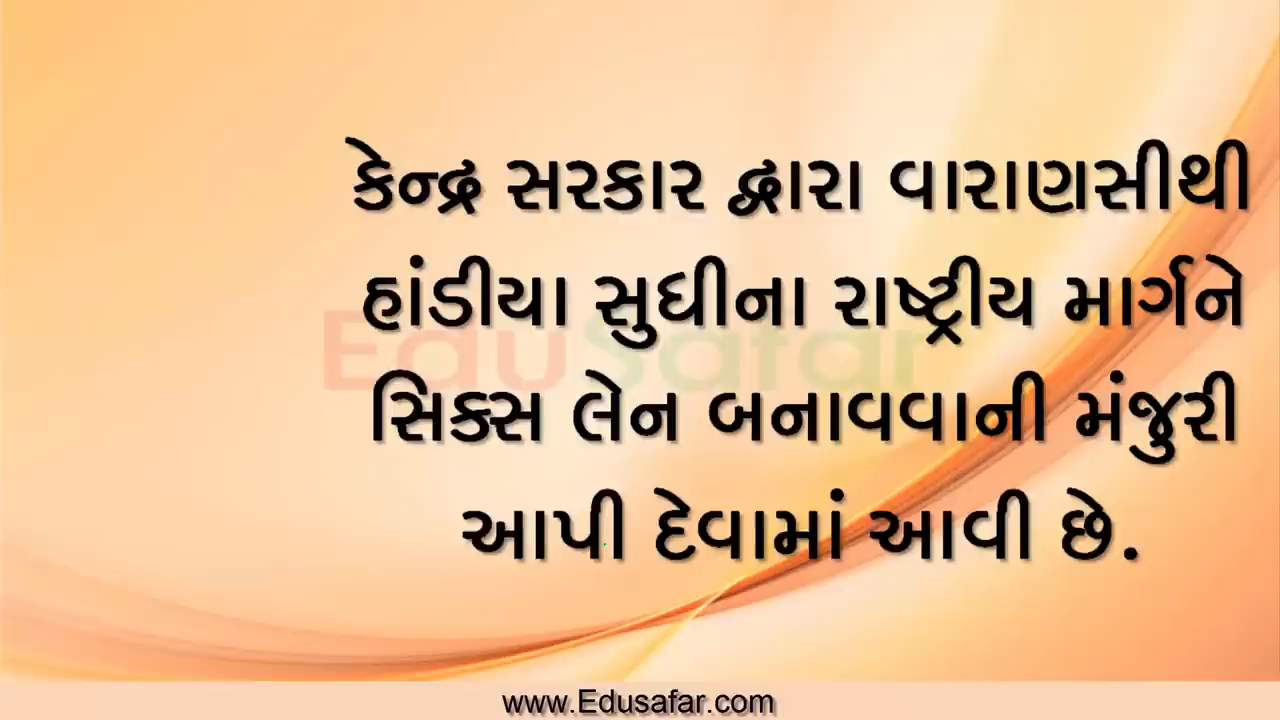 કેન્દ્ર સરકાર દ્વારા વારાણસીથી
હાંડીયા સુધીના રાષ્ટ્રીય માર્ગને
EduSafar
સિક્સ લેન બનાવવાની મંજુરી
આપી દેવામાં આવી છે.
www.Edusafar.com